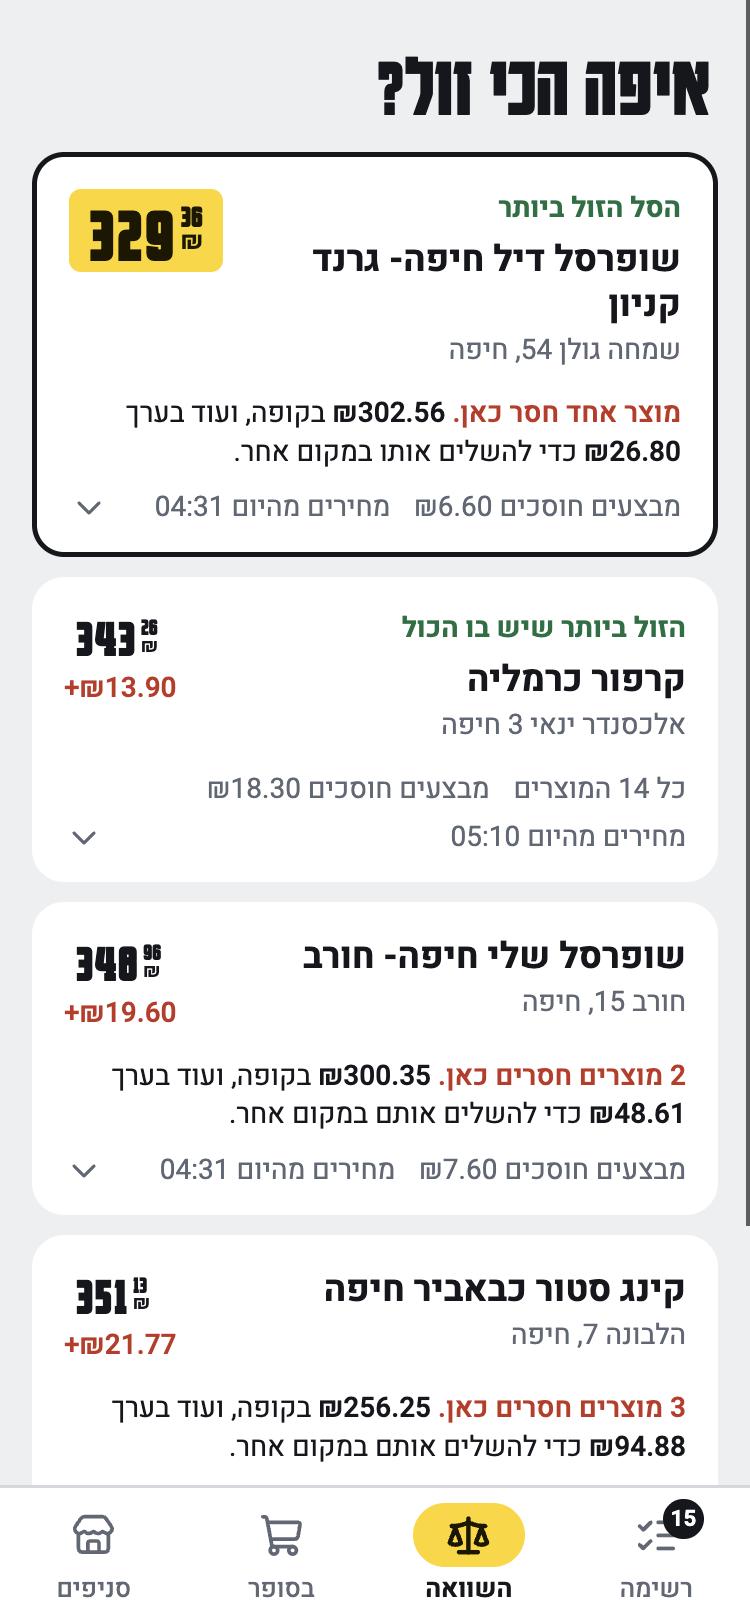 איפה הכי זול?
הסל הזול ביותר
329 36 ₪
שופרסל דיל חיפה- גרנד
קניון
שמחה גולן 54, חיפה
מוצר אחד חסר כאן. ₪302.56 בקופה, ועוד בערך
₪26.80 כדי להשלים אותו במקום אחר.
מבצעים חוסכים ₪6.60 מחירים מהיום 04:31
הזול ביותר שיש בו הכול
343 26 ₪
קרפור כרמליה
+₪13.90
אלכסנדר ינאי 3 חיפה
כל 14 המוצרים מבצעים חוסכים ₪18.30
מחירים מהיום 05:10
שופרסל שלי חיפה- חורב
348 96 ₪
חורב 15, חיפה
+₪19.60
2 מוצרים חסרים כאן. ₪300.35 בקופה, ועוד בערך
₪48.61 כדי להשלים אותם במקום אחר.
מבצעים חוסכים ₪7.60 מחירים מהיום 04:31
קינג סטור כבאביר חיפה
351 13 ₪
הלבונה 7, חיפה
+₪21.77
3 מוצרים חסרים כאן. ₪256.25 בקופה, ועוד בערך
₪94.88 כדי להשלים אותם במקום אחר.
15
רשימה
השוואה
בסופר
סניפים